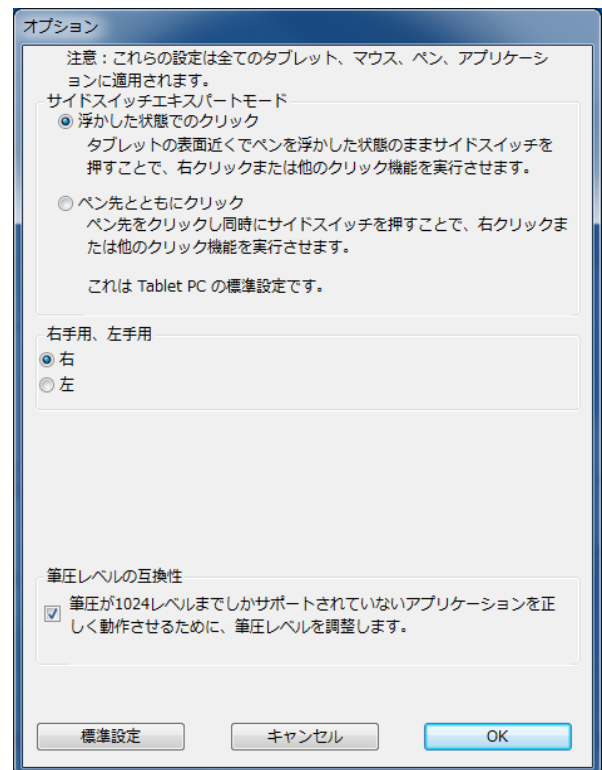 オプション
注意：これらの設定は全てのタブレット、マウス、ペン、アプリケーシ
ョンに適用されます。
サイドスイッチエキスパートモード
浮かした状態でのクリック
タブレットの表面近くでペンを浮かした状態のままサイドスイッチを
押すことで、右クリックまたは他のクリック機能を実行させます。
ペン先とともにクリック
ペン先をクリックし同時にサイドスイッチを押すことで、右クリックま
たは他のクリック機能を実行させます。
これは Tablet PC の標準設定です。
右手用、左手用
右
左
筆圧レベルの互換性
筆圧が1024レベルまでしかサポートされていないアプリケーションを正
しく動作させるために、筆圧レベルを調整します。
標準設定
キャンセル
OK